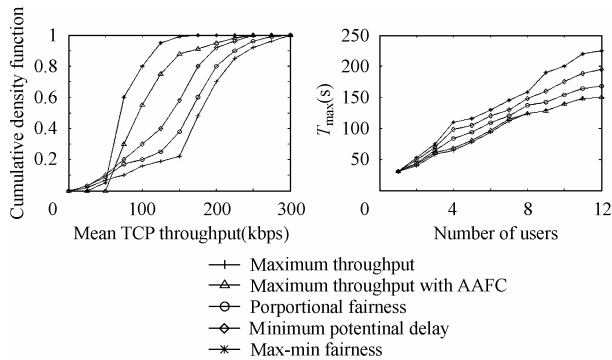 Cumulative density function
1
0.8
0.6
0.4
0.2
0
100
200
300
Mean TCP throughput(kbps)
T max (s)
250
200
150
100
50
0
4
8
12
Number of users
Maximum throughput
Maximum throughput with AAFC
Porportional fairness
Minimum potentinal delay
Max-min fairness